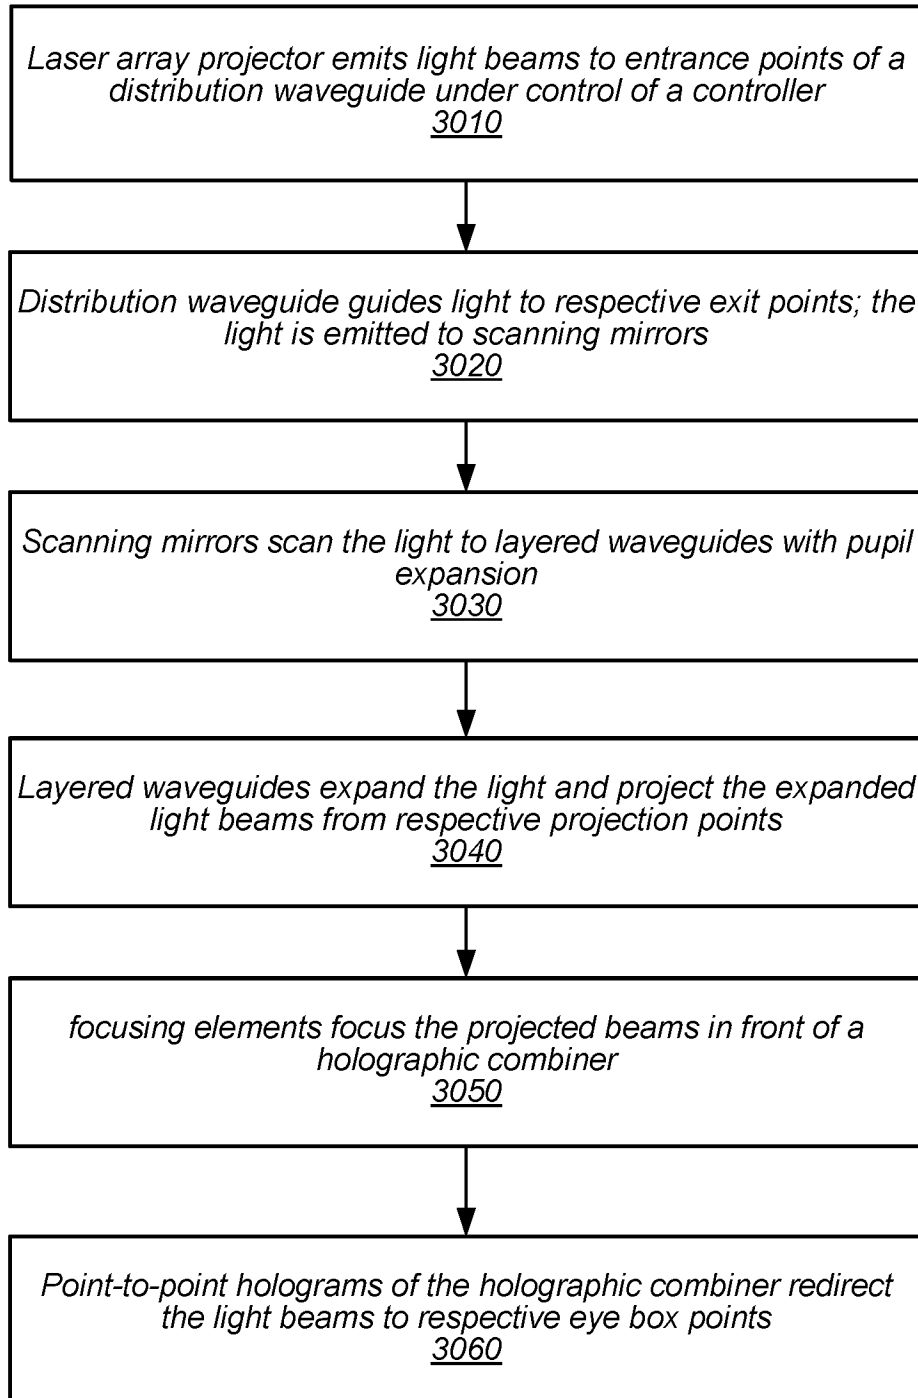 Laser array projector emits light beams to entrance points of a
distribution waveguide under control of a controller
3010
Distribution waveguide guides light to respective exit points; the
light is emitted to scanning mirrors
3020
Scanning mirrors scan the light to layered waveguides with pupil
expansion
3030
Layered waveguides expand the light and project the expanded
light beams from respective projection points
3040
focusing elements focus the projected beams in front of a
holographic combiner
3050
Point-to-point holograms of the holographic combiner redirect
the light beams to respective eye box points
3060